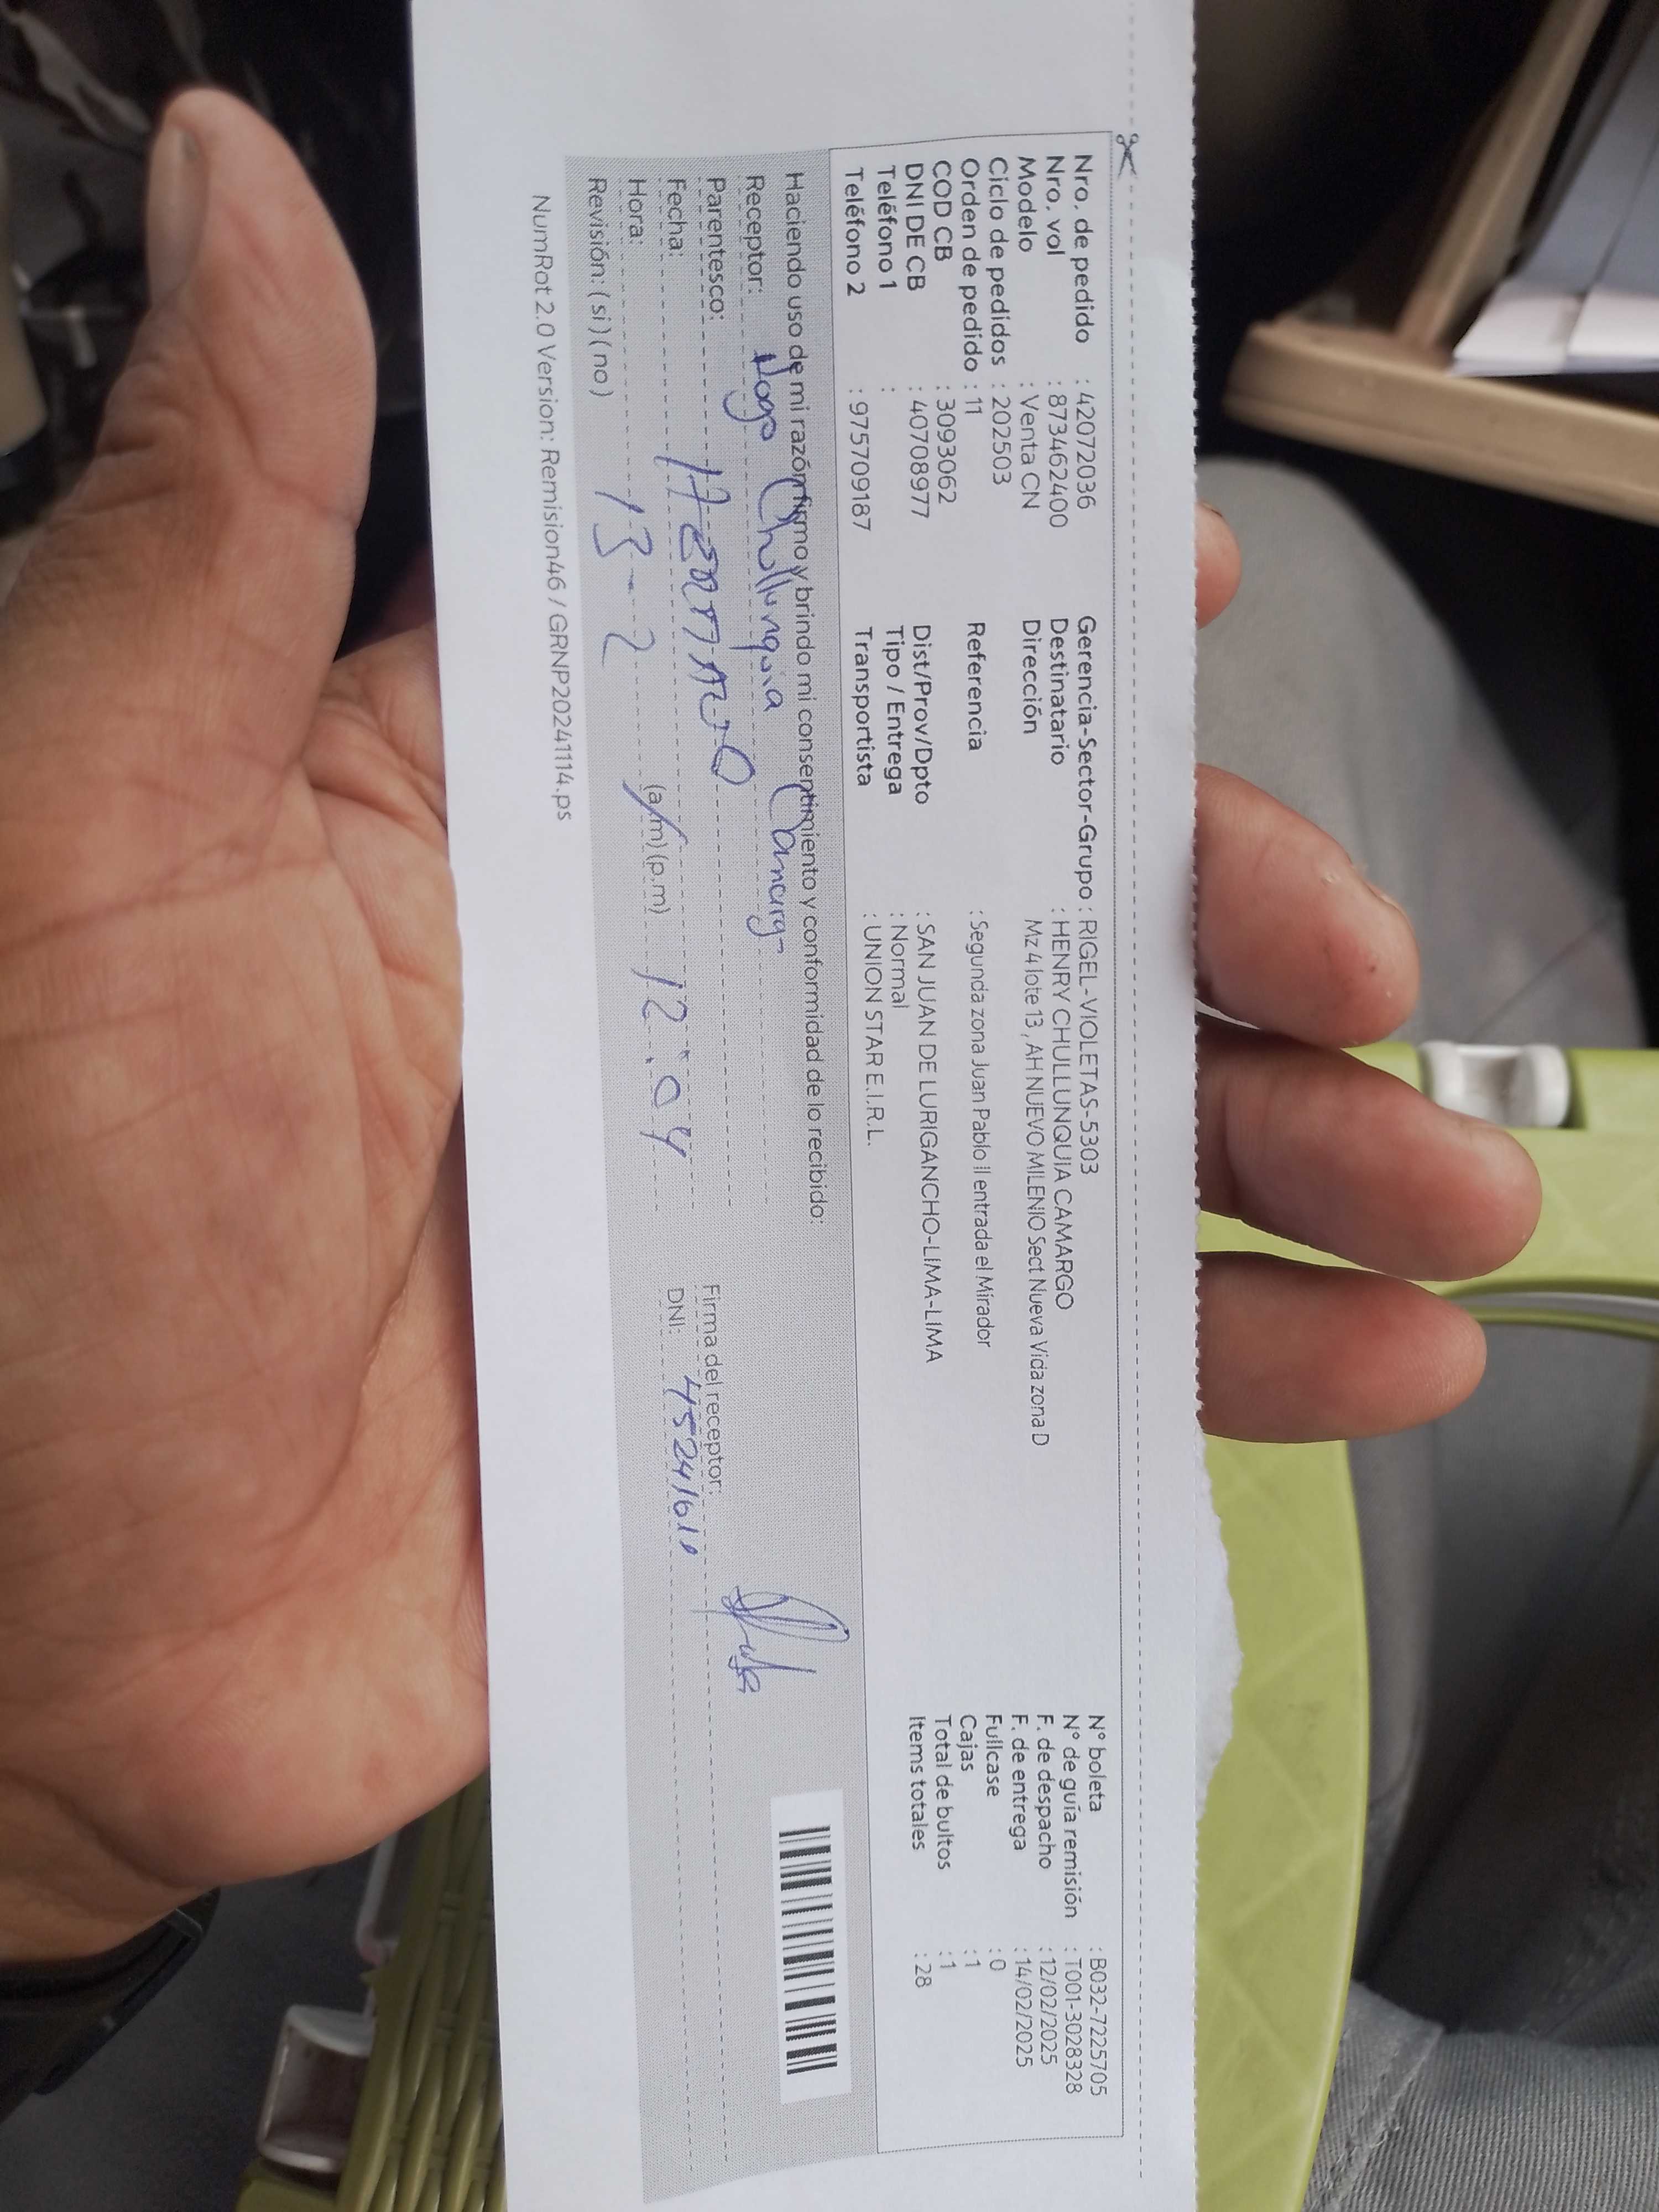 Nro. de pedido : 42072036
Nro. vol : 873462400
Modelo : Venta CN
Ciclo de pedidos : 202503
Orden de pedido : 11
COD CB : 3093062
DNI DE CB : 40708977
Teléfono 1 :
Teléfono 2 : 975709187
Gerencia-Sector-Grupo : RIGEL-VIOLETAS-5303
Destinatario : HENRY CHULLUNQUIA CAMARGO
Dirección Mz 4 lote 13 , AH NUEVO MILENIO Sect Nueva Vida zona D
Referencia : Segunda zona Juan Pablo II entrada el Mirador
Dist/Prov/Dpto : SAN JUAN DE LURIGANCHO-LIMA-LIMA
Tipo / Entrega : Normal
Transportista : UNION STAR E.I.R.L.
N° boleta : B032-7225705
N° de guía remisión : T001-3028328
F. de despacho : 12/02/2025
F. de entrega : 14/02/2025
Fullcase : 0
Cajas : 1
Total de bultos : 1
Items totales : 28
Haciendo uso de mi razón firmo y brindo mi consentimiento y conformidad de lo recibido:
Receptor: Hogo Chullunquia
Parentesco: Hermano
Fecha: 13-2
Hora: (a.m) (p.m) 12:04
Revisión: ( si ) ( no )
Firma del receptor:
DNI:
NumRot 2.0 Version: Remision46 / GRNP20241114.ps